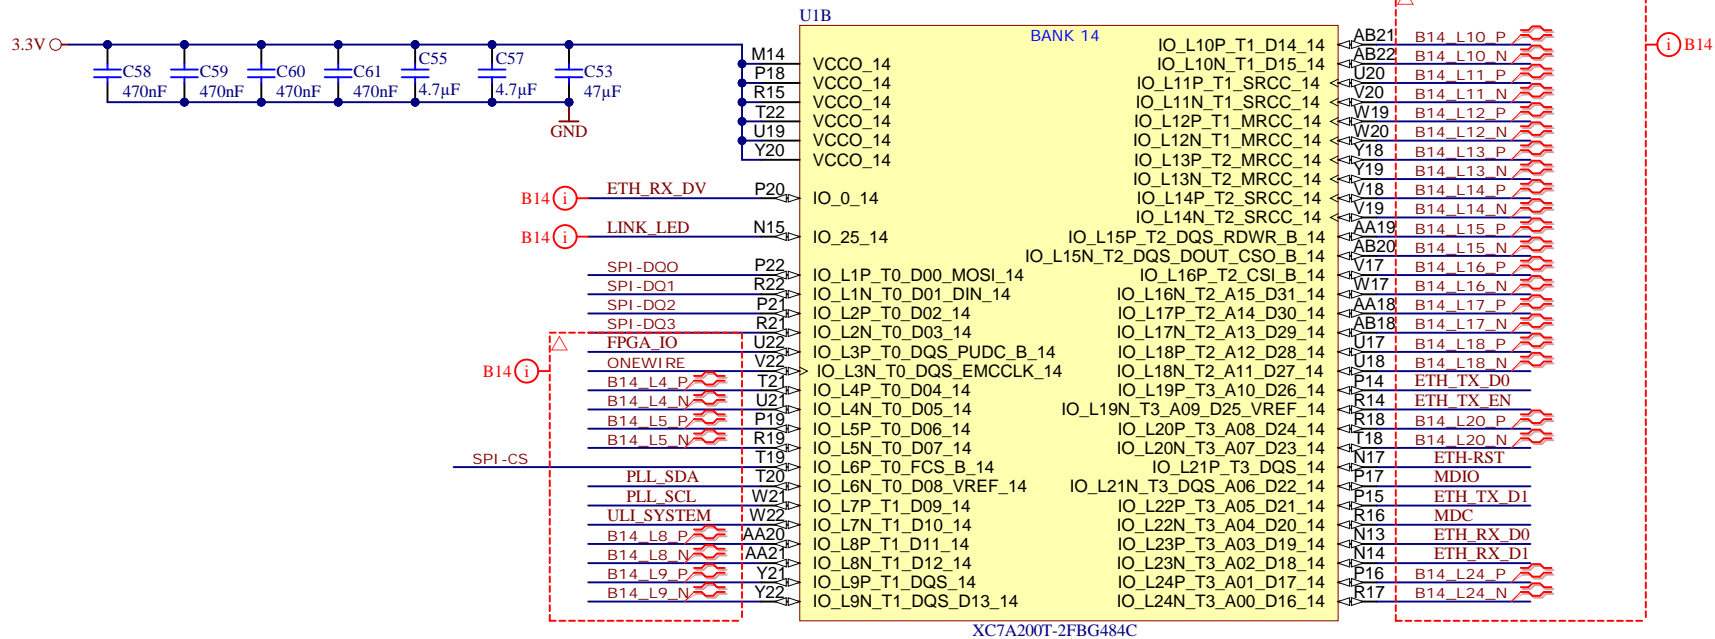 U1B
3.3V
C58
470nF
C59
470nF
C60
470nF
C61
470nF
C55
4.7µF
C57
4.7µF
C53
47µF
GND
BANK 14
M14 VCCO_14
P18 VCCO_14
R15 VCCO_14
T22 VCCO_14
U19 VCCO_14
Y20 VCCO_14
B14 i ETH_RX_DV P20 IO_0_14
B14 i LINK_LED N15 IO_25_14
SPI-DQ0 P22 IO_L1P_T0_D00_MOSI_14
SPI-DQ1 R22 IO_L1N_T0_D01_DIN_14
SPI-DQ2 P21 IO_L2P_T0_D02_14
SPI-DQ3 R21 IO_L2N_T0_D03_14
FPGA_IO U22 IO_L3P_T0_DQS_PUDC_B_14
B14 i
ONEWIRE V22 IO_L3N_T0_DQS_EMCCLK_14
B14_L4_P T21 IO_L4P_T0_D04_14
B14_L4_N U21 IO_L4N_T0_D05_14
B14_L5_P P19 IO_L5P_T0_D06_14
B14_L5_N R19 IO_L5N_T0_D07_14
SPI-CS T19 IO_L6P_T0_FCS_B_14
PLL_SDA T20 IO_L6N_T0_D08_VREF_14
PLL_SCL W21 IO_L7P_T1_D09_14
ULI_SYSTEM W22 IO_L7N_T1_D10_14
B14_L8_P AA20 IO_L8P_T1_D11_14
B14_L8_N AA21 IO_L8N_T1_D12_14
B14_L9_P Y21 IO_L9P_T1_DQS_14
B14_L9_N Y22 IO_L9N_T1_DQS_D13_14
IO_L10P_T1_D14_14 AB21 B14_L10_P
i B14
IO_L10N_T1_D15_14 AB22 B14_L10_N
IO_L11P_T1_SRCC_14 U20 B14_L11_P
IO_L11N_T1_SRCC_14 V20 B14_L11_N
IO_L12P_T1_MRCC_14 W19 B14_L12_P
IO_L12N_T1_MRCC_14 W20 B14_L12_N
IO_L13P_T2_MRCC_14 Y18 B14_L13_P
IO_L13N_T2_MRCC_14 Y19 B14_L13_N
IO_L14P_T2_SRCC_14 V18 B14_L14_P
IO_L14N_T2_SRCC_14 V19 B14_L14_N
IO_L15P_T2_DQS_RDWR_B_14 AA19 B14_L15_P
IO_L15N_T2_DQS_DOUT_CSO_B_14 AB20 B14_L15_N
IO_L16P_T2_CSI_B_14 V17 B14_L16_P
IO_L16N_T2_A15_D31_14 W17 B14_L16_N
IO_L17P_T2_A14_D30_14 AA18 B14_L17_P
IO_L17N_T2_A13_D29_14 AB18 B14_L17_N
IO_L18P_T2_A12_D28_14 U17 B14_L18_P
IO_L18N_T2_A11_D27_14 U18 B14_L18_N
IO_L19P_T3_A10_D26_14 P14 ETH_TX_D0
IO_L19N_T3_A09_D25_VREF_14 R14 ETH_TX_EN
IO_L20P_T3_A08_D24_14 R18 B14_L20_P
IO_L20N_T3_A07_D23_14 T18 B14_L20_N
IO_L21P_T3_DQS_14 N17 ETH-RST
IO_L21N_T3_DQS_A06_D22_14 P17 MDIO
IO_L22P_T3_A05_D21_14 P15 ETH_TX_D1
IO_L22N_T3_A04_D20_14 R16 MDC
IO_L23P_T3_A03_D19_14 N13 ETH_RX_D0
IO_L23N_T3_A02_D18_14 N14 ETH_RX_D1
IO_L24P_T3_A01_D17_14 P16 B14_L24_P
IO_L24N_T3_A00_D16_14 R17 B14_L24_N
XC7A200T-2FBG484C